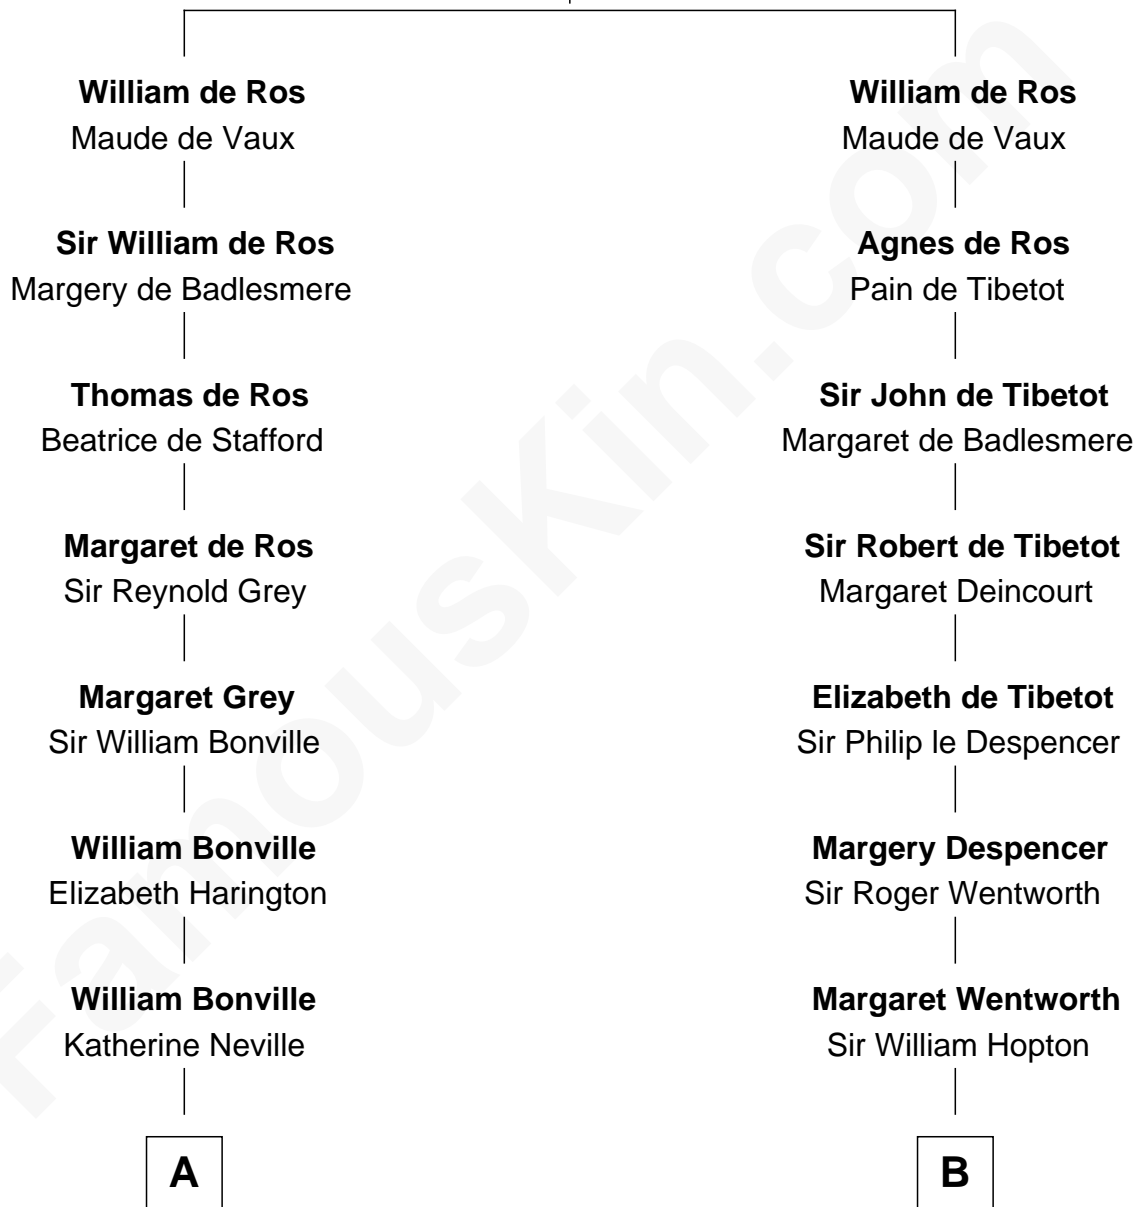 William de Ros
Maude de Vaux
Sir William de Ros
Margery de Badlesmere
Thomas de Ros
Beatrice de Stafford
Margaret de Ros
Sir Reynold Grey
Margaret Grey
Sir William Bonville
William Bonville
Elizabeth Harington
William Bonville
Katherine Neville
A
William de Ros
Maude de Vaux
Agnes de Ros
Pain de Tibetot
Sir John de Tibetot
Margaret de Badlesmere
Sir Robert de Tibetot
Margaret Deincourt
Elizabeth de Tibetot
Sir Philip le Despencer
Margery Despencer
Sir Roger Wentworth
Margaret Wentworth
Sir William Hopton
B
FamousKin.com